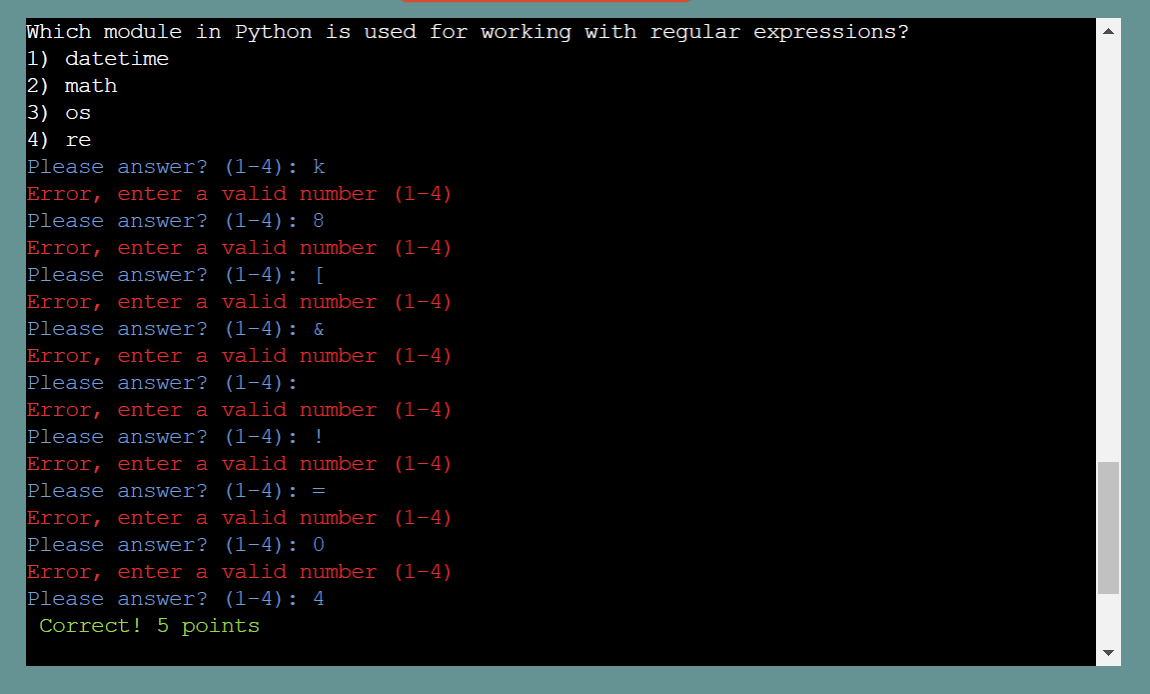 Which module in Python is used for working with regular expressions?
1) datetime
2) math
3) os
4) re
Please answer? (1-4): k
Error, enter a valid number (1-4)
Please answer? (1-4): 8
Error, enter a valid number (1-4)
Please answer? (1-4): [
Error, enter a valid number (1-4)
Please answer? (1-4): &
Error, enter a valid number (1-4)
Please answer? (1-4):
Error, enter a valid number (1-4)
Please answer? (1-4): !
Error, enter a valid number (1-4)
Please answer? (1-4): =
Error, enter a valid number (1-4)
Please answer? (1-4): 0
Error, enter a valid number (1-4)
Please answer? (1-4): 4
Correct! 5 points